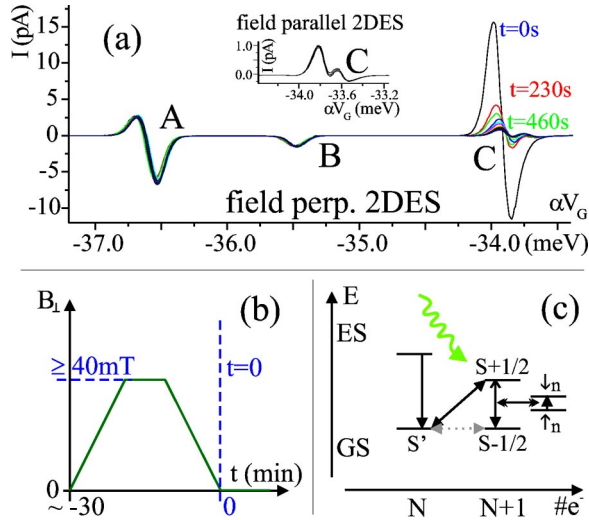 (a)
I (pA)
15
10
5
0
-5
-10
-37.0
-36.0
-35.0
-34.0
(meV)
αV_G
A
B
C
t=0s
t=230s
t=460s
field perp. 2DES
field parallel 2DES
I (pA)
1.0
0.0
C
-34.0
-33.6
-33.2
αV_G (meV)
(b)
B⊥
≥ 40mT
t=0
0
~ -30
0
t (min)
(c)
E
ES
GS
S+1/2
S'
S-1/2
↓n
↑n
N
N+1
#e⁻